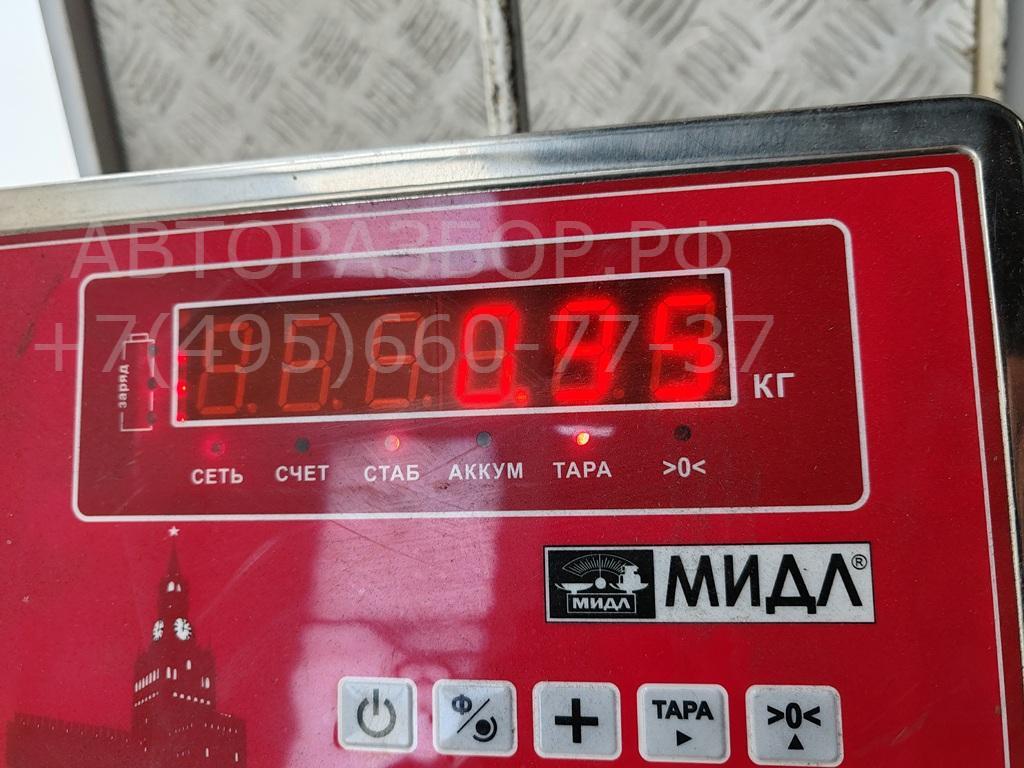 АВТОРАЗБОР.РФ
+7(495)660-77-37
заряд
0.95
КГ
СЕТЬ СЧЕТ СТАБ АККУМ ТАРА >0<
МИДЛ МИДЛ®
Ф
+
ТАРА
>0<